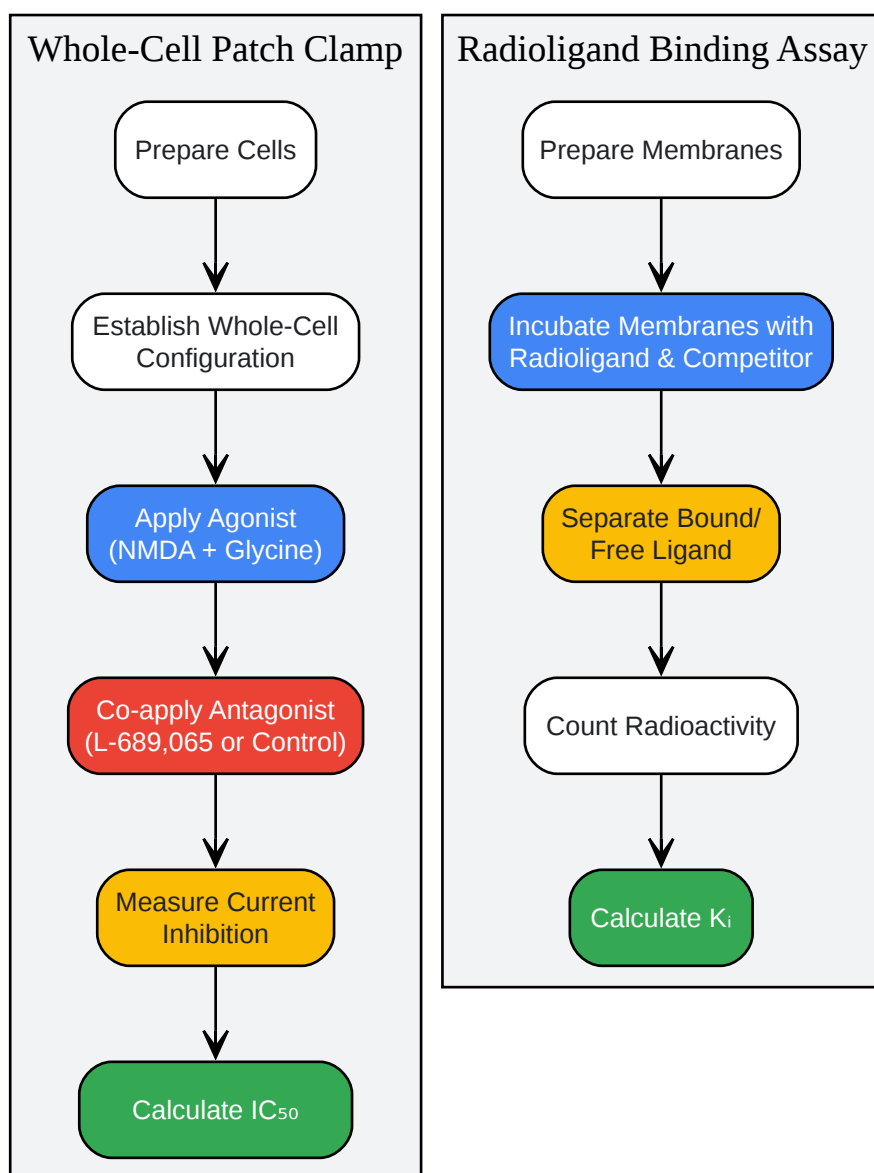 Whole-Cell Patch Clamp
Prepare Cells
Establish Whole-Cell
Configuration
Apply Agonist
(NMDA + Glycine)
Co-apply Antagonist
(L-689,065 or Control)
Measure Current
Inhibition
Calculate IC₅₀
Radioligand Binding Assay
Prepare Membranes
Incubate Membranes with
Radioligand & Competitor
Separate Bound/
Free Ligand
Count Radioactivity
Calculate Kᵢ